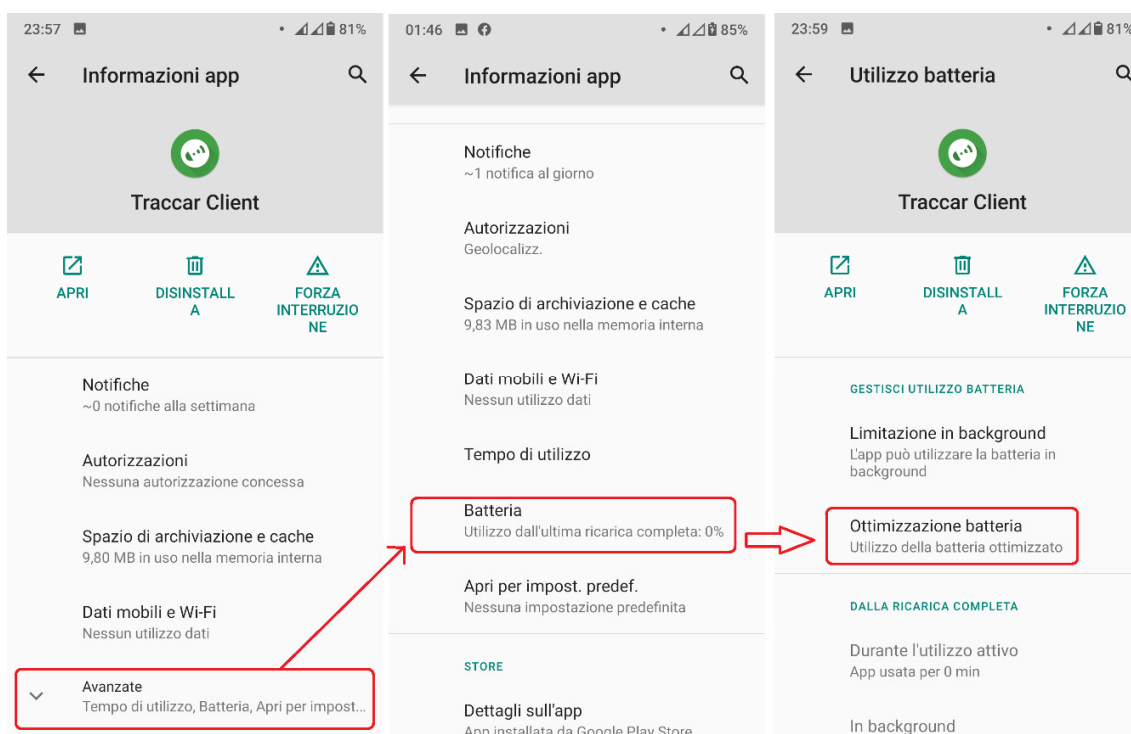 23:57
81%
Informazioni app
Traccar Client
APRI
DISINSTALL
A
FORZA
INTERRUZIO
NE
Notifiche
~0 notifiche alla settimana
Autorizzazioni
Nessuna autorizzazione concessa
Spazio di archiviazione e cache
9,80 MB in uso nella memoria interna
Dati mobili e Wi-Fi
Nessun utilizzo dati
Avanzate
Tempo di utilizzo, Batteria, Apri per impost...
01:46
85%
Informazioni app
Notifiche
~1 notifica al giorno
Autorizzazioni
Geolocalizz.
Spazio di archiviazione e cache
9,83 MB in uso nella memoria interna
Dati mobili e Wi-Fi
Nessun utilizzo dati
Tempo di utilizzo
Batteria
Utilizzo dall'ultima ricarica completa: 0%
Apri per impost. predef.
Nessuna impostazione predefinita
STORE
Dettagli sull'app
App installata da Google Play Store
23:59
81%
Utilizzo batteria
Traccar Client
APRI
DISINSTALL
A
FORZA
INTERRUZIO
NE
GESTISCI UTILIZZO BATTERIA
Limitazione in background
L'app può utilizzare la batteria in
background
Ottimizzazione batteria
Utilizzo della batteria ottimizzato
DALLA RICARICA COMPLETA
Durante l'utilizzo attivo
App usata per 0 min
In background